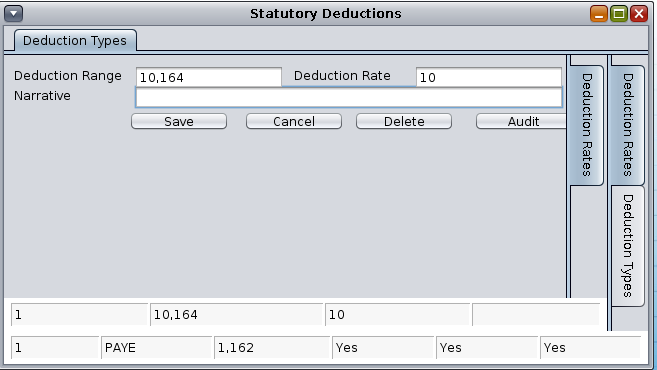 Statutory Deductions
Deduction Types
Deduction Range 10,164 Deduction Rate 10
Narrative
Save Cancel Delete Audit
Deduction Rates
Deduction Rates
Deduction Types
1 10,164 10
1 PAYE 1,162 Yes Yes Yes